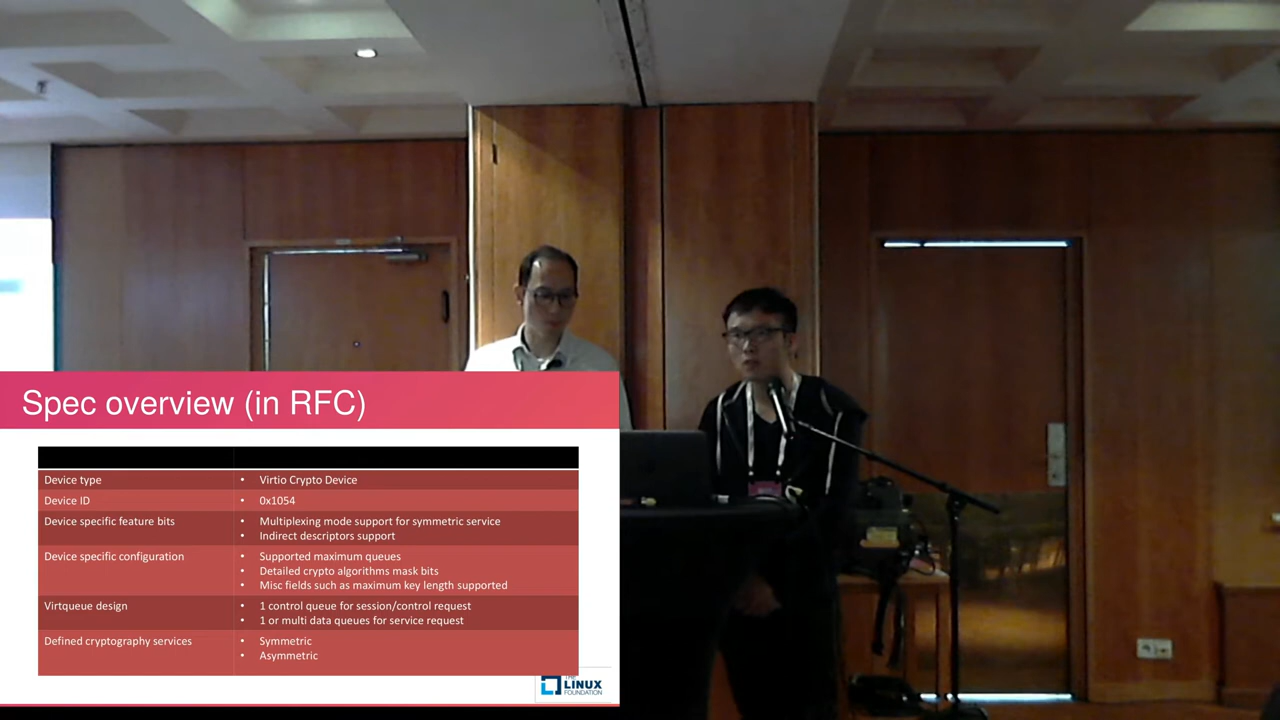 Spec overview (in RFC)
Device type
• Virtio Crypto Device
Device ID
• 0x1054
Device specific feature bits
• Multiplexing mode support for symmetric service
• Indirect descriptors support
Device specific configuration
• Supported maximum queues
• Detailed crypto algorithms mask bits
• Misc fields such as maximum key length supported
Virtqueue design
• 1 control queue for session/control request
• 1 or multi data queues for service request
Defined cryptography services
• Symmetric
• Asymmetric
THE
LINUX
FOUNDATION